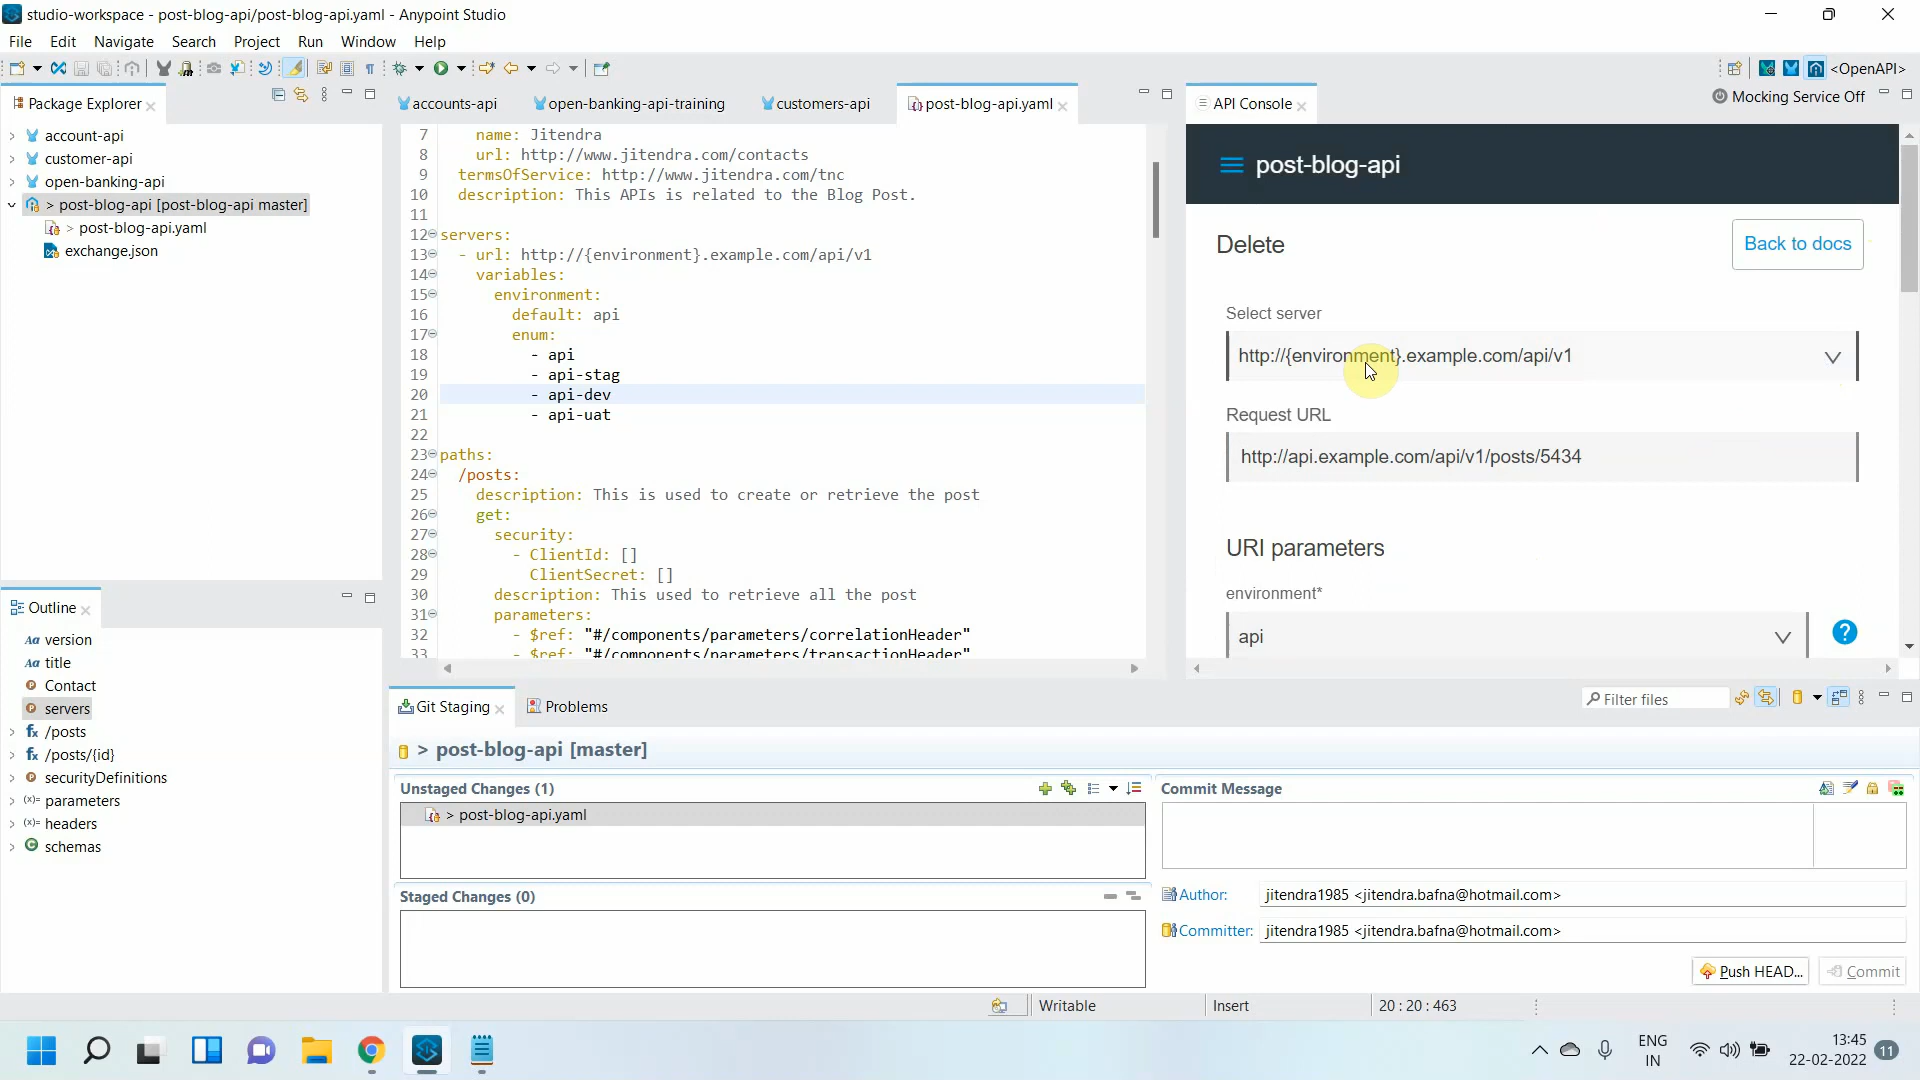 studio-workspace - post-blog-api/post-blog-api.yaml - Anypoint Studio
File Edit Navigate Search Project Run Window Help
<OpenAPI>
Package Explorer
account-api
customer-api
open-banking-api
> post-blog-api [post-blog-api master]
> post-blog-api.yaml
exchange.json
Outline
version
title
Contact
servers
/posts
/posts/{id}
securityDefinitions
parameters
headers
schemas
accounts-api open-banking-api-training customers-api post-blog-api.yaml
7 name: Jitendra
8 url: http://www.jitendra.com/contacts
9 termsOfService: http://www.jitendra.com/tnc
10 description: This APIs is related to the Blog Post.
11
12 servers:
13 - url: http://{environment}.example.com/api/v1
14 variables:
15 environment:
16 default: api
17 enum:
18 - api
19 - api-stag
20 - api-dev
21 - api-uat
22
23 paths:
24 /posts:
25 description: This is used to create or retrieve the post
26 get:
27 security:
28 - ClientId: []
29 ClientSecret: []
30 description: This used to retrieve all the post
31 parameters:
32 - $ref: "#/components/parameters/correlationHeader"
33 - $ref: "#/components/parameters/transactionHeader"
API Console
Mocking Service Off
post-blog-api
Delete
Back to docs
Select server
http://{environment}.example.com/api/v1
Request URL
http://api.example.com/api/v1/posts/5434
URI parameters
environment*
api
?
Git Staging Problems
Filter files
> post-blog-api [master]
Unstaged Changes (1)
> post-blog-api.yaml
Staged Changes (0)
Commit Message
Author: jitendra1985 <jitendra.bafna@hotmail.com>
Committer: jitendra1985 <jitendra.bafna@hotmail.com>
Push HEAD... Commit
Writable Insert 20 : 20 : 463
ENG
IN
13:45
22-02-2022
11